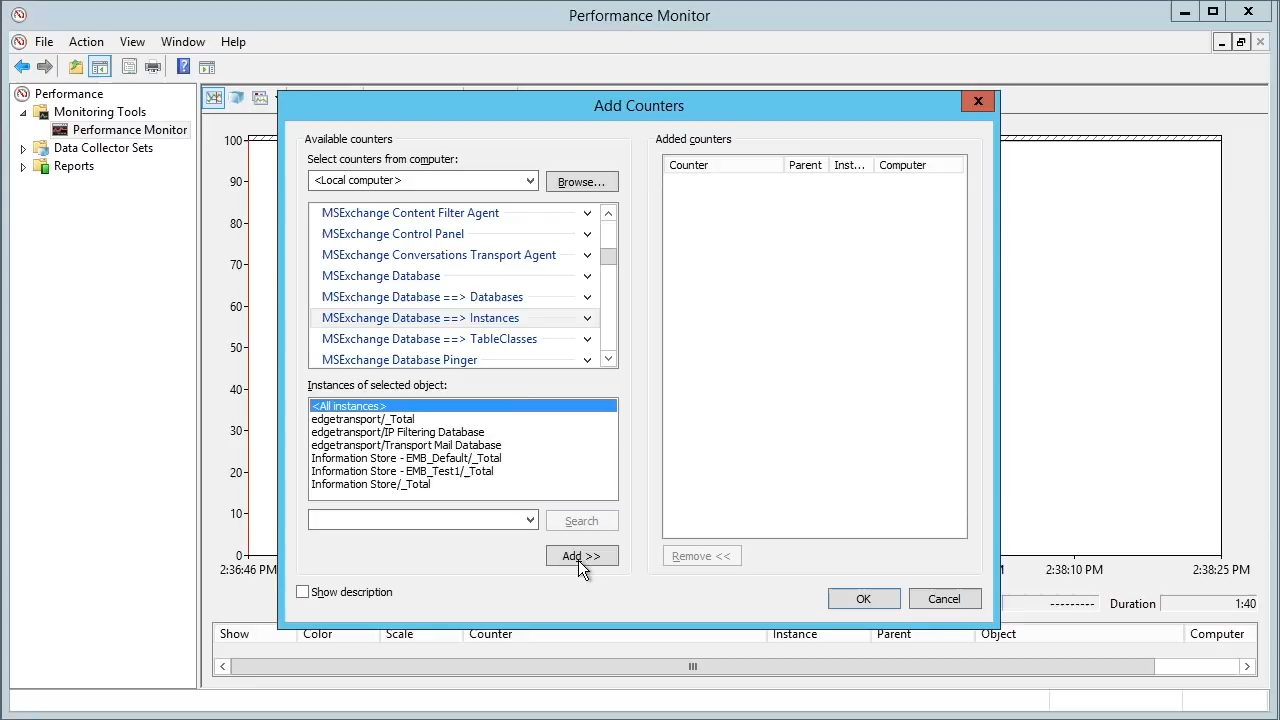 Performance Monitor
File Action View Window Help
Performance
Monitoring Tools
Performance Monitor
Data Collector Sets
Reports
100
90
80
70
60
50
40
30
20
10
0
2:36:46 PM
2:38:10 PM
2:38:25 PM
---------
Duration 1:40
Show Color Scale Counter Instance Parent Object Computer
Add Counters
Available counters
Select counters from computer:
<Local computer>
Browse...
MSExchange Content Filter Agent
MSExchange Control Panel
MSExchange Conversations Transport Agent
MSExchange Database
MSExchange Database ==> Databases
MSExchange Database ==> Instances
MSExchange Database ==> TableClasses
MSExchange Database Pinger
Instances of selected object:
<All instances>
edgetransport/_Total
edgetransport/IP Filtering Database
edgetransport/Transport Mail Database
Information Store - EMB_Default/_Total
Information Store - EMB_Test1/_Total
Information Store/_Total
Search
Add >>
Show description
Added counters
Counter Parent Inst... Computer
Remove <<
OK
Cancel